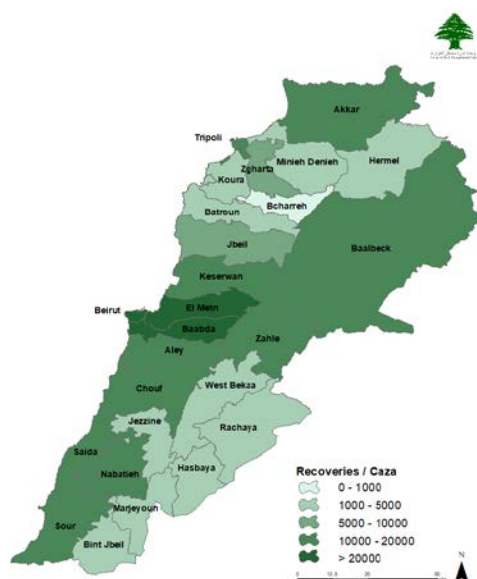 Akkar
Tripoli
Minieh Denieh
Hermel
Zgharta
Koura
Bcharreh
Batroun
Baalbeck
Jbeil
Keserwan
El Metn
Beirut
Baabda
Zahle
Aley
West Bekaa
Chouf
Jezzine
Rachaya
Saida
Hasbaya
Nabatieh
Marjeyoun
Sour
Bint Jbeil
Recoveries / Caza
0 - 1000
1000 - 5000
5000 - 10000
10000 - 20000
> 20000
N
0